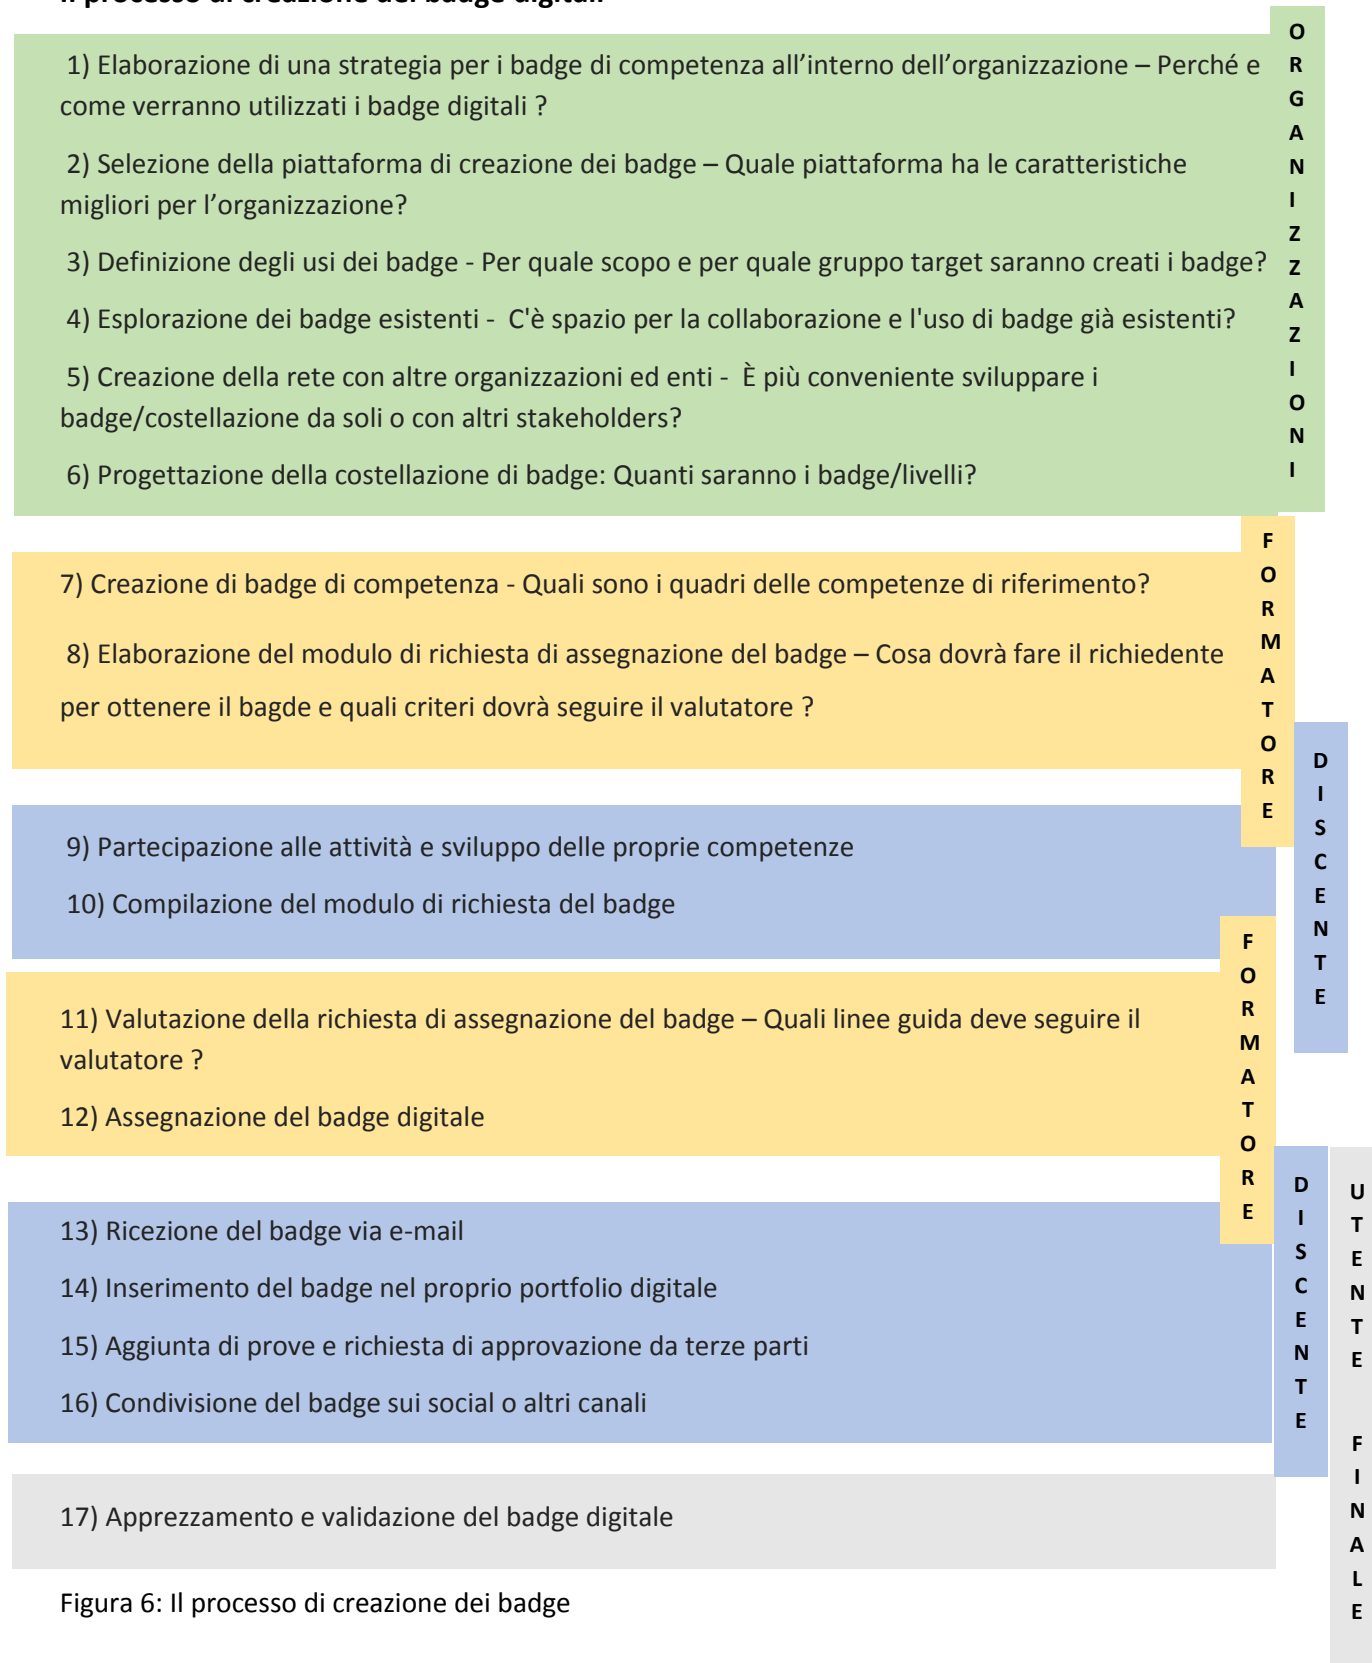 Il processo di creazione dei badge digitali
1) Elaborazione di una strategia per i badge di competenza all’interno dell’organizzazione – Perché e
come verranno utilizzati i badge digitali ?
2) Selezione della piattaforma di creazione dei badge – Quale piattaforma ha le caratteristiche
migliori per l’organizzazione?
3) Definizione degli usi dei badge - Per quale scopo e per quale gruppo target saranno creati i badge?
4) Esplorazione dei badge esistenti - C'è spazio per la collaborazione e l'uso di badge già esistenti?
5) Creazione della rete con altre organizzazioni ed enti - È più conveniente sviluppare i
badge/costellazione da soli o con altri stakeholders?
6) Progettazione della costellazione di badge: Quanti saranno i badge/livelli?
ORGANIZZAZIONI
7) Creazione di badge di competenza - Quali sono i quadri delle competenze di riferimento?
8) Elaborazione del modulo di richiesta di assegnazione del badge – Cosa dovrà fare il richiedente
per ottenere il bagde e quali criteri dovrà seguire il valutatore ?
FORMATORE
9) Partecipazione alle attività e sviluppo delle proprie competenze
10) Compilazione del modulo di richiesta del badge
DISCENTE
11) Valutazione della richiesta di assegnazione del badge – Quali linee guida deve seguire il
valutatore ?
12) Assegnazione del badge digitale
FORMATORE
13) Ricezione del badge via e-mail
14) Inserimento del badge nel proprio portfolio digitale
15) Aggiunta di prove e richiesta di approvazione da terze parti
16) Condivisione del badge sui social o altri canali
DISCENTE
17) Apprezzamento e validazione del badge digitale
UTENTE FINALE
Figura 6: Il processo di creazione dei badge